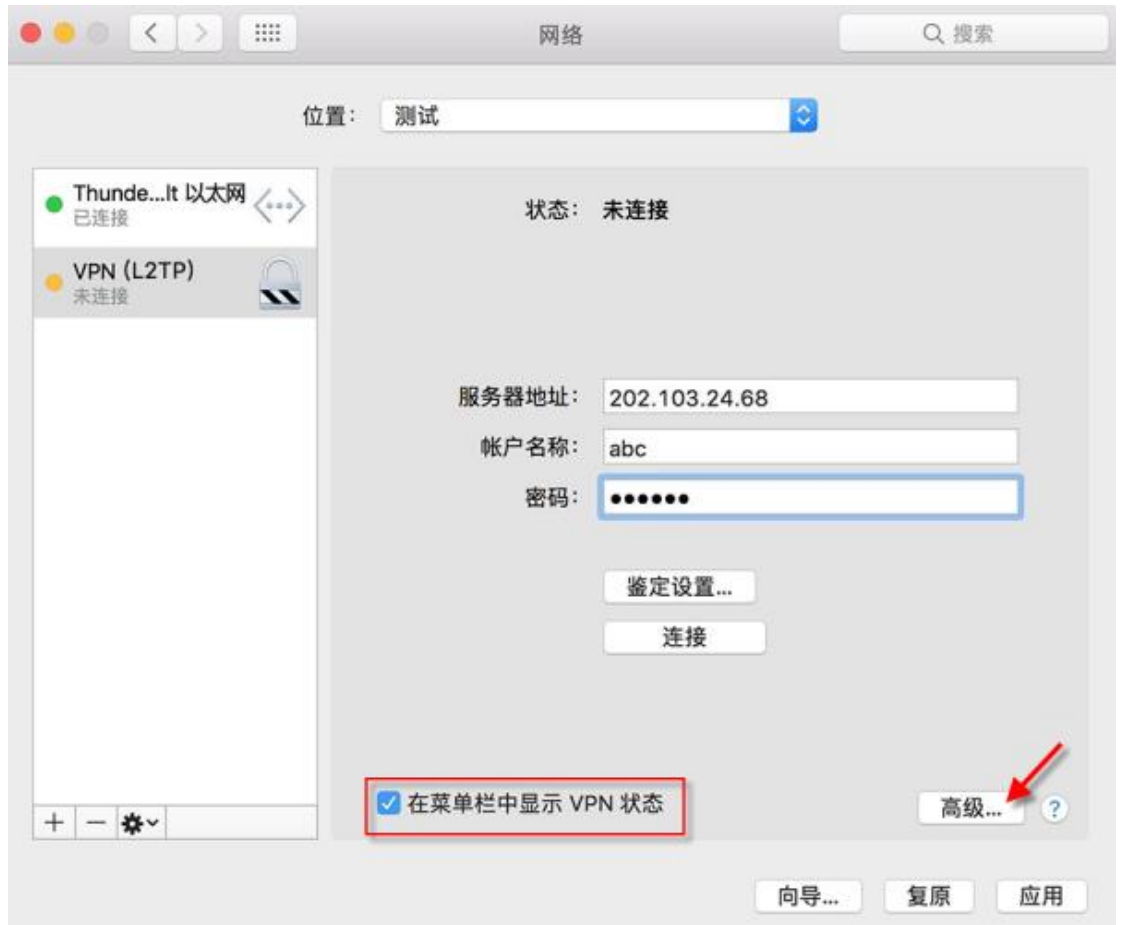 网络
搜索
位置：
测试
Thunde...lt 以太网
已连接
VPN (L2TP)
未连接
状态：
未连接
服务器地址：
202.103.24.68
帐户名称：
abc
密码：
••••••
鉴定设置...
连接
在菜单栏中显示 VPN 状态
高级...
?
向导...
复原
应用